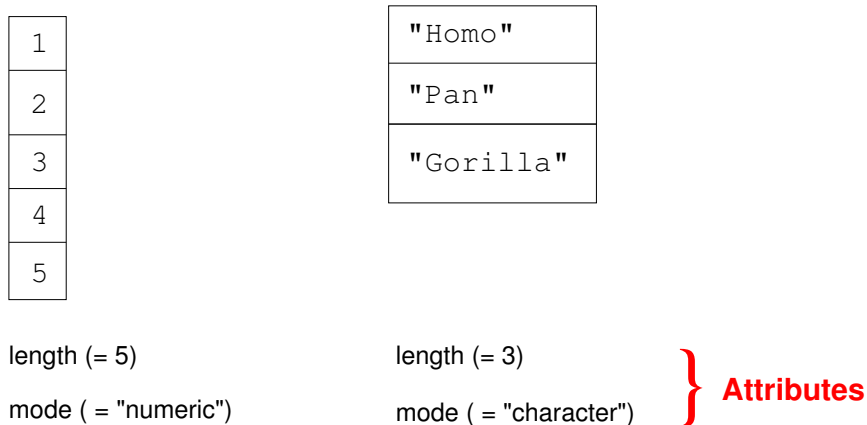 1
2
3
4
5
"Homo"
"Pan"
"Gorilla"
length (= 5)
mode ( = "numeric")
length (= 3)
mode ( = "character")
} Attributes